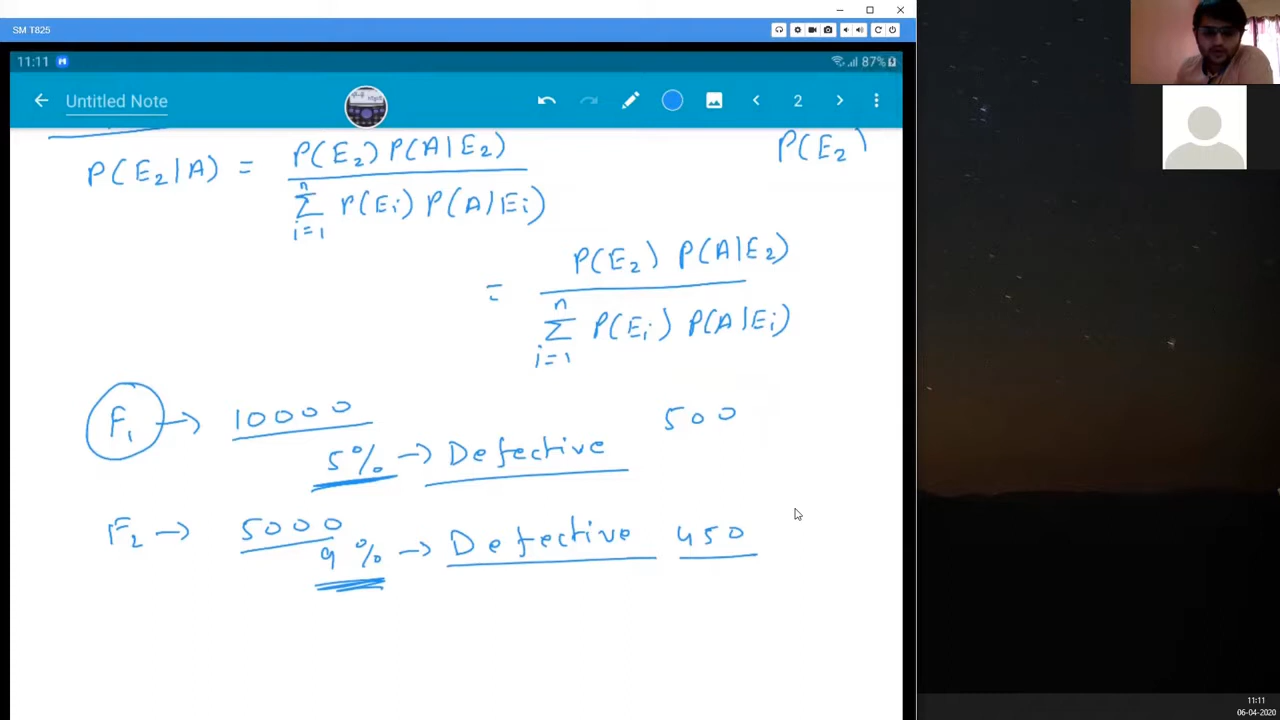 SM T825
11:11 87%
Untitled Note 2
P(E₂|A) = P(E₂) P(A|E₂) P(E₂)
n
∑ P(Ei) P(A|Ei)
i=1
= P(E₂) P(A|E₂)
n
∑ P(Ei) P(A|Ei)
i=1
F₁ → 10000 500
5% → Defective
F₂ → 5000
9% → Defective 450
11:11
06-04-2020